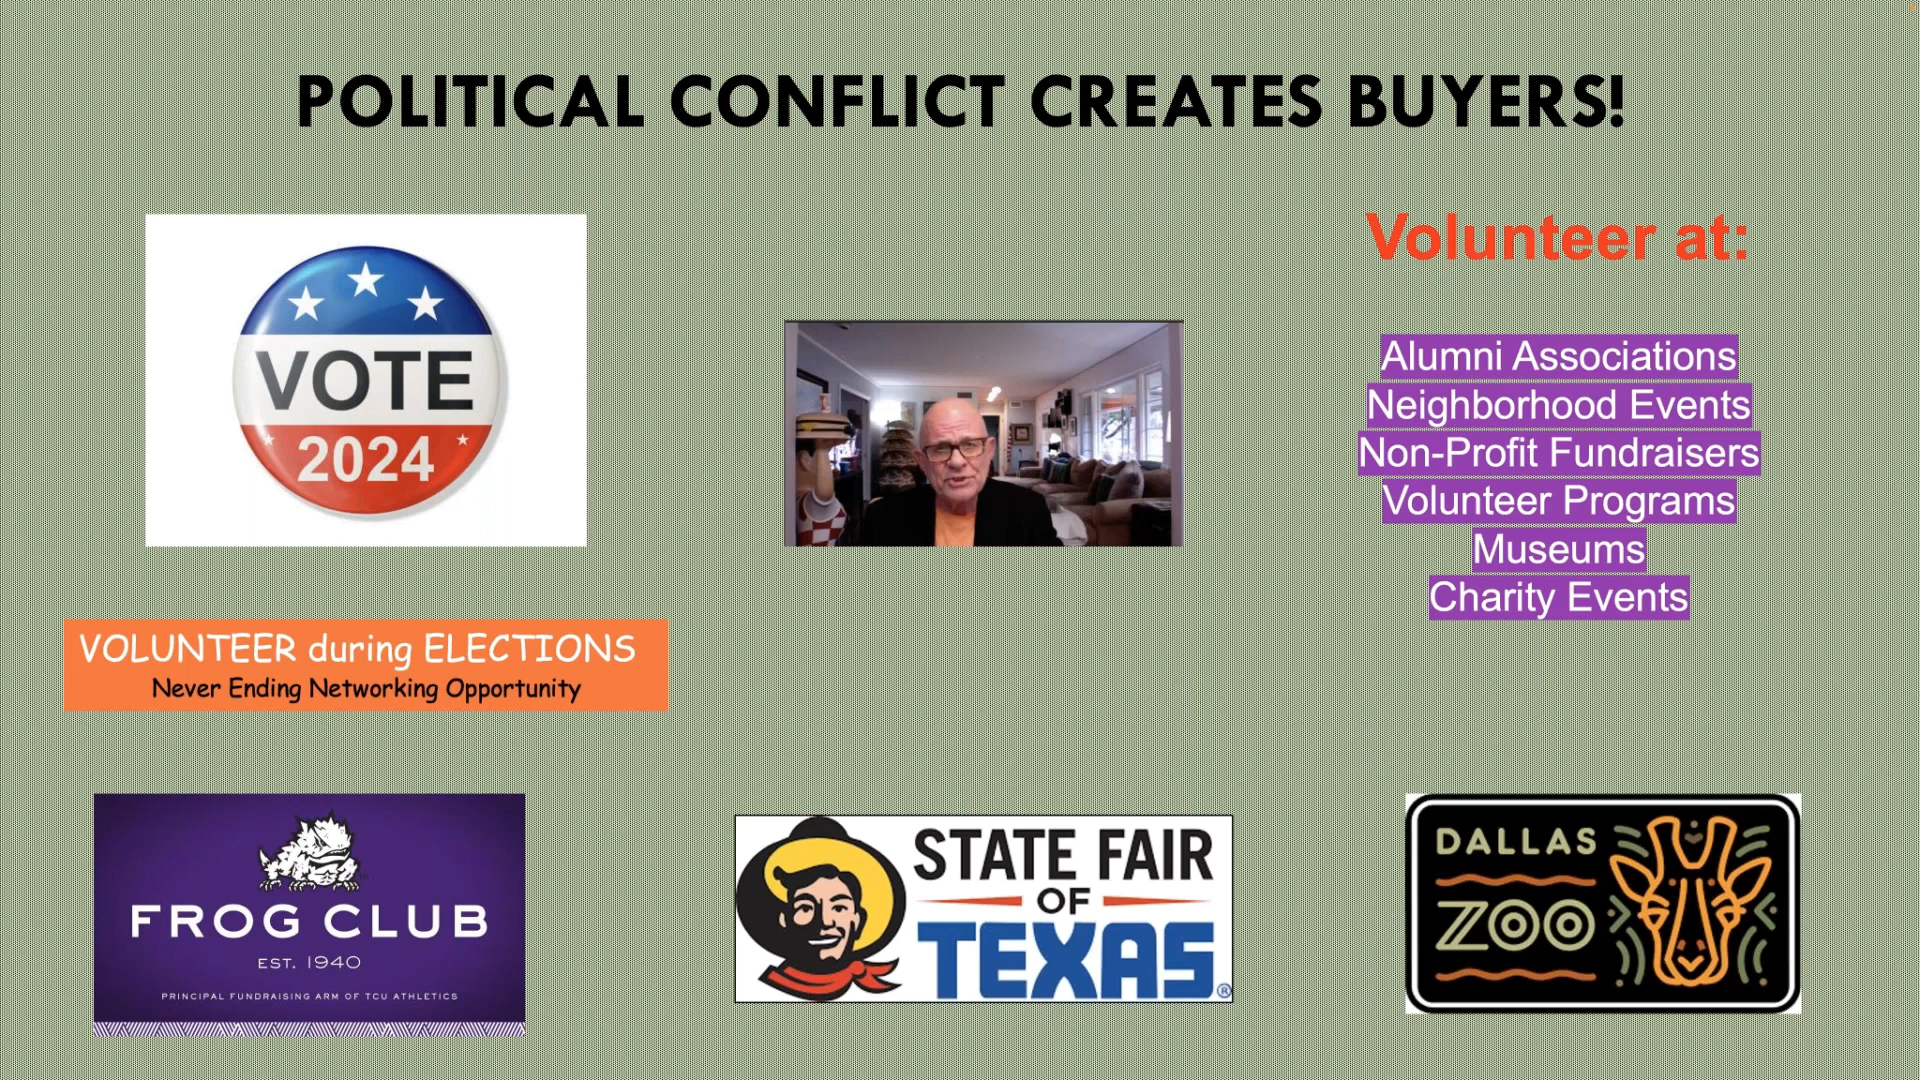 POLITICAL CONFLICT CREATES BUYERS!
VOTE
2024
VOLUNTEER during ELECTIONS
Never Ending Networking Opportunity
Volunteer at:
Alumni Associations
Neighborhood Events
Non-Profit Fundraisers
Volunteer Programs
Museums
Charity Events
FROG CLUB
EST. 1940
PRINCIPAL FUNDRAISING ARM OF TCU ATHLETICS
STATE FAIR
OF
TEXAS®
DALLAS
ZOO